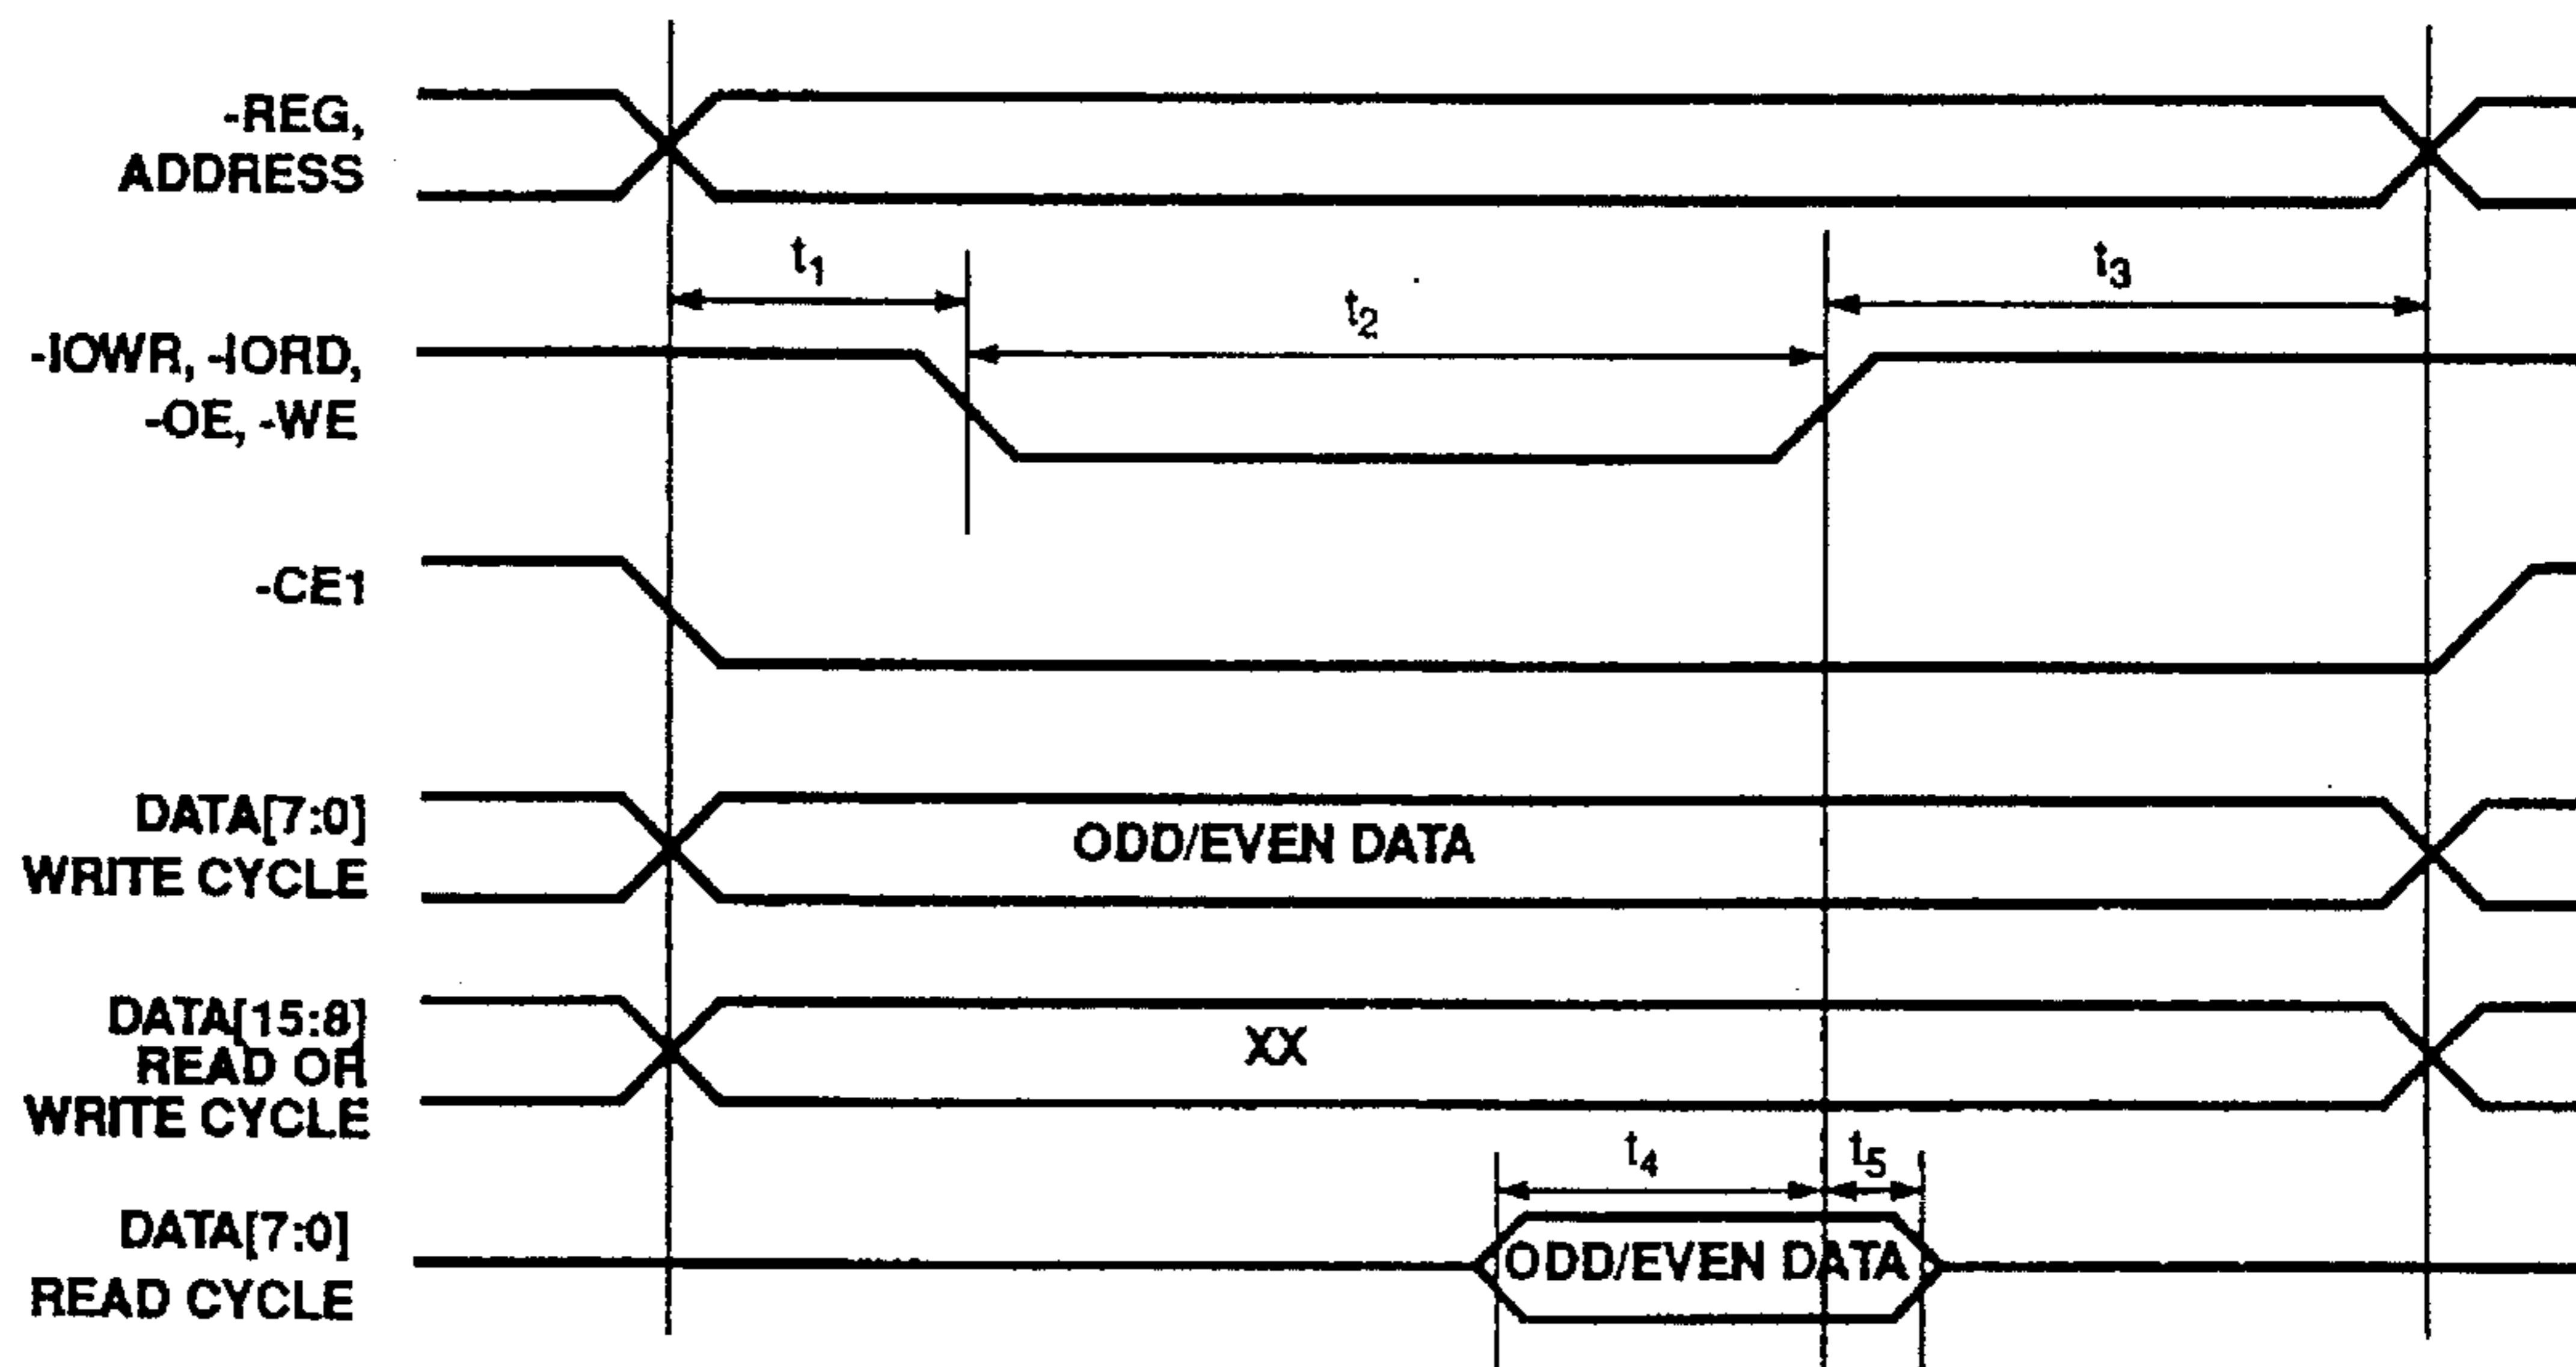 -REG,
ADDRESS
t1
t3
t2
-IOWR, -IORD,
-OE, -WE
-CE1
DATA[7:0]
WRITE CYCLE
ODD/EVEN DATA
DATA[15:8]
READ OR
WRITE CYCLE
XX
t4
t5
DATA[7:0]
READ CYCLE
ODD/EVEN DATA